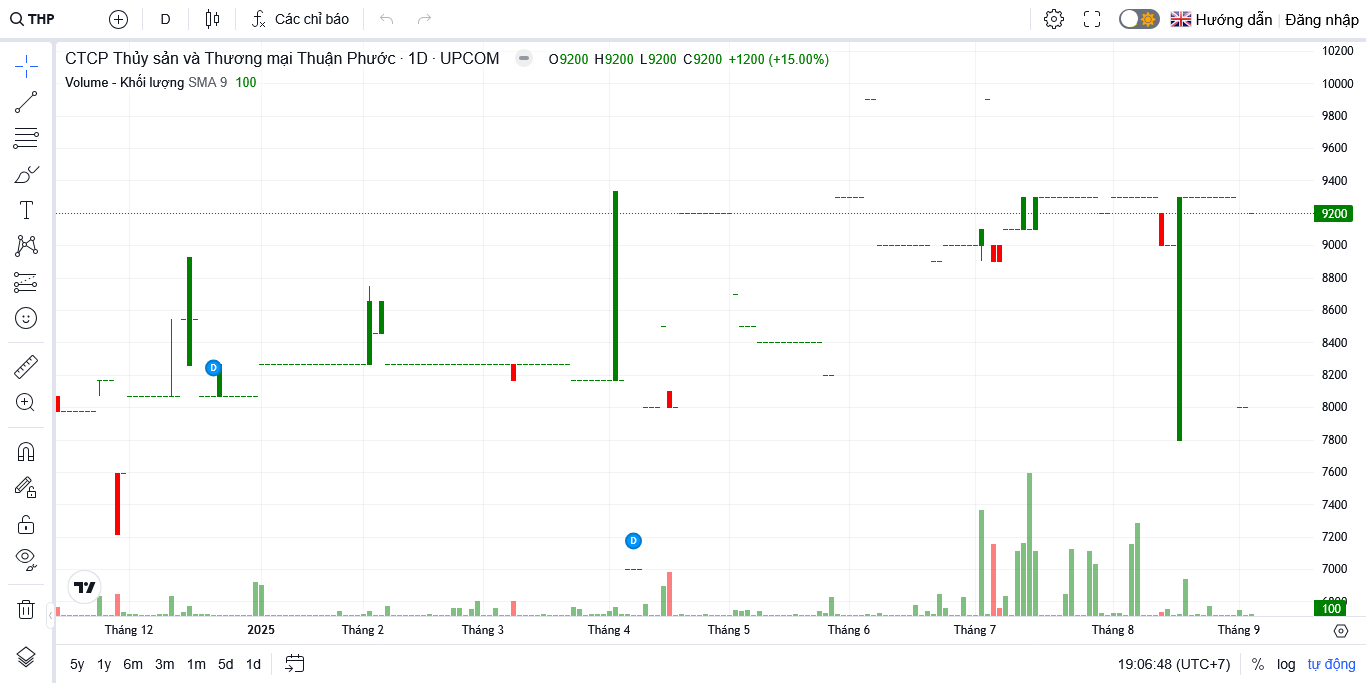 THP D Các chỉ báo Hướng dẫn Đăng nhập
CTCP Thủy sản và Thương mại Thuận Phước · 1D · UPCOM O9200 H9200 L9200 C9200 +1200 (+15.00%)
Volume - Khối lượng SMA 9 100
10200
10000
9800
9600
9400
9200
9000
8800
8600
8400
8200
8000
7800
7600
7400
7200
7000
100
D
D
Tháng 12 2025 Tháng 2 Tháng 3 Tháng 4 Tháng 5 Tháng 6 Tháng 7 Tháng 8 Tháng 9
5y 1y 6m 3m 1m 5d 1d 19:06:48 (UTC+7) % log tự động